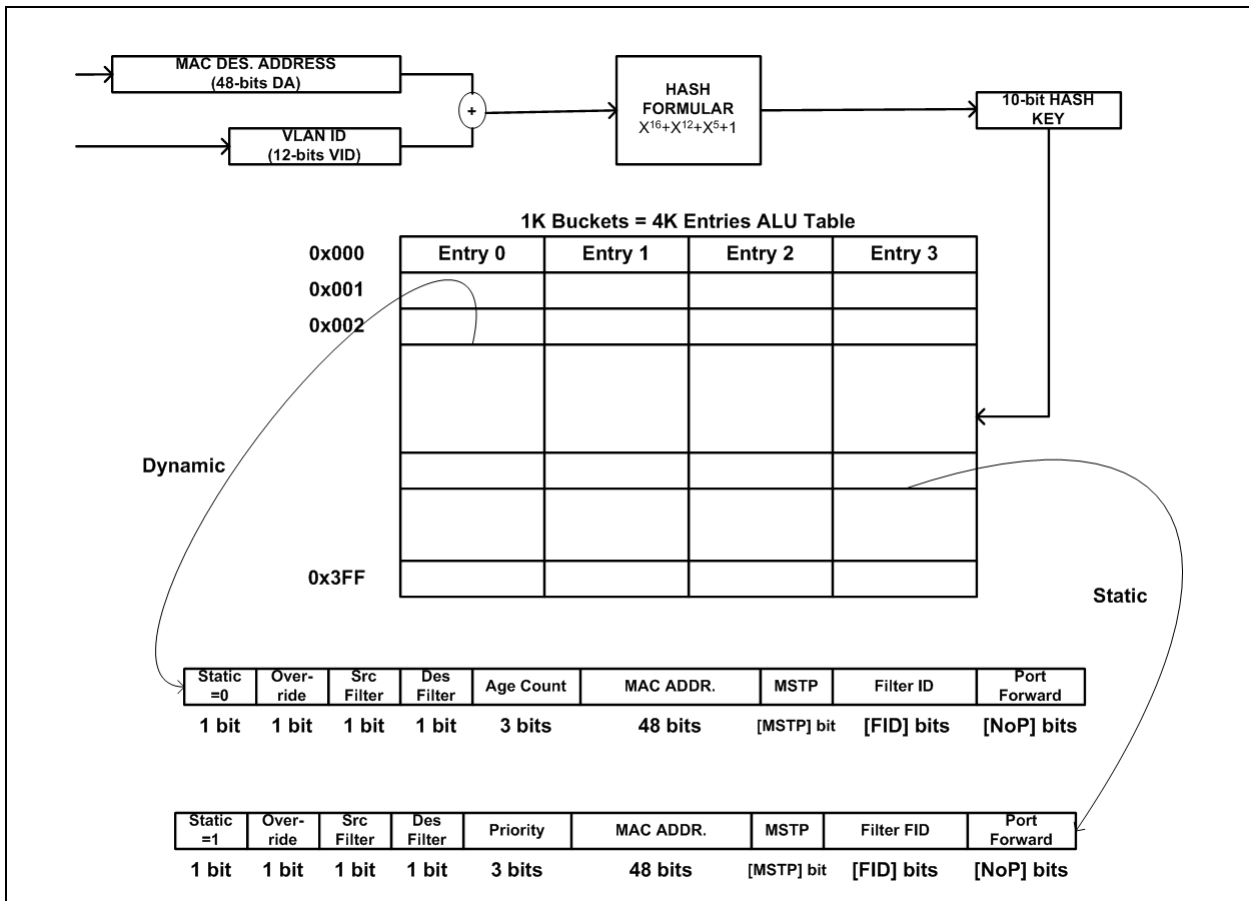 MAC DES. ADDRESS
(48-bits DA)
+
VLAN ID
(12-bits VID)
HASH
FORMULAR
X¹⁶+X¹²+X⁵+1
10-bit HASH
KEY
1K Buckets = 4K Entries ALU Table
0x000 Entry 0 Entry 1 Entry 2 Entry 3
0x001
0x002
Dynamic
0x3FF
Static
Static
=0
Over-
ride
Src
Filter
Des
Filter
Age Count
MAC ADDR.
MSTP
Filter ID
Port
Forward
1 bit 1 bit 1 bit 1 bit 3 bits 48 bits [MSTP] bit [FID] bits [NoP] bits
Static
=1
Over-
ride
Src
Filter
Des
Filter
Priority
MAC ADDR.
MSTP
Filter FID
Port
Forward
1 bit 1 bit 1 bit 1 bit 3 bits 48 bits [MSTP] bit [FID] bits [NoP] bits